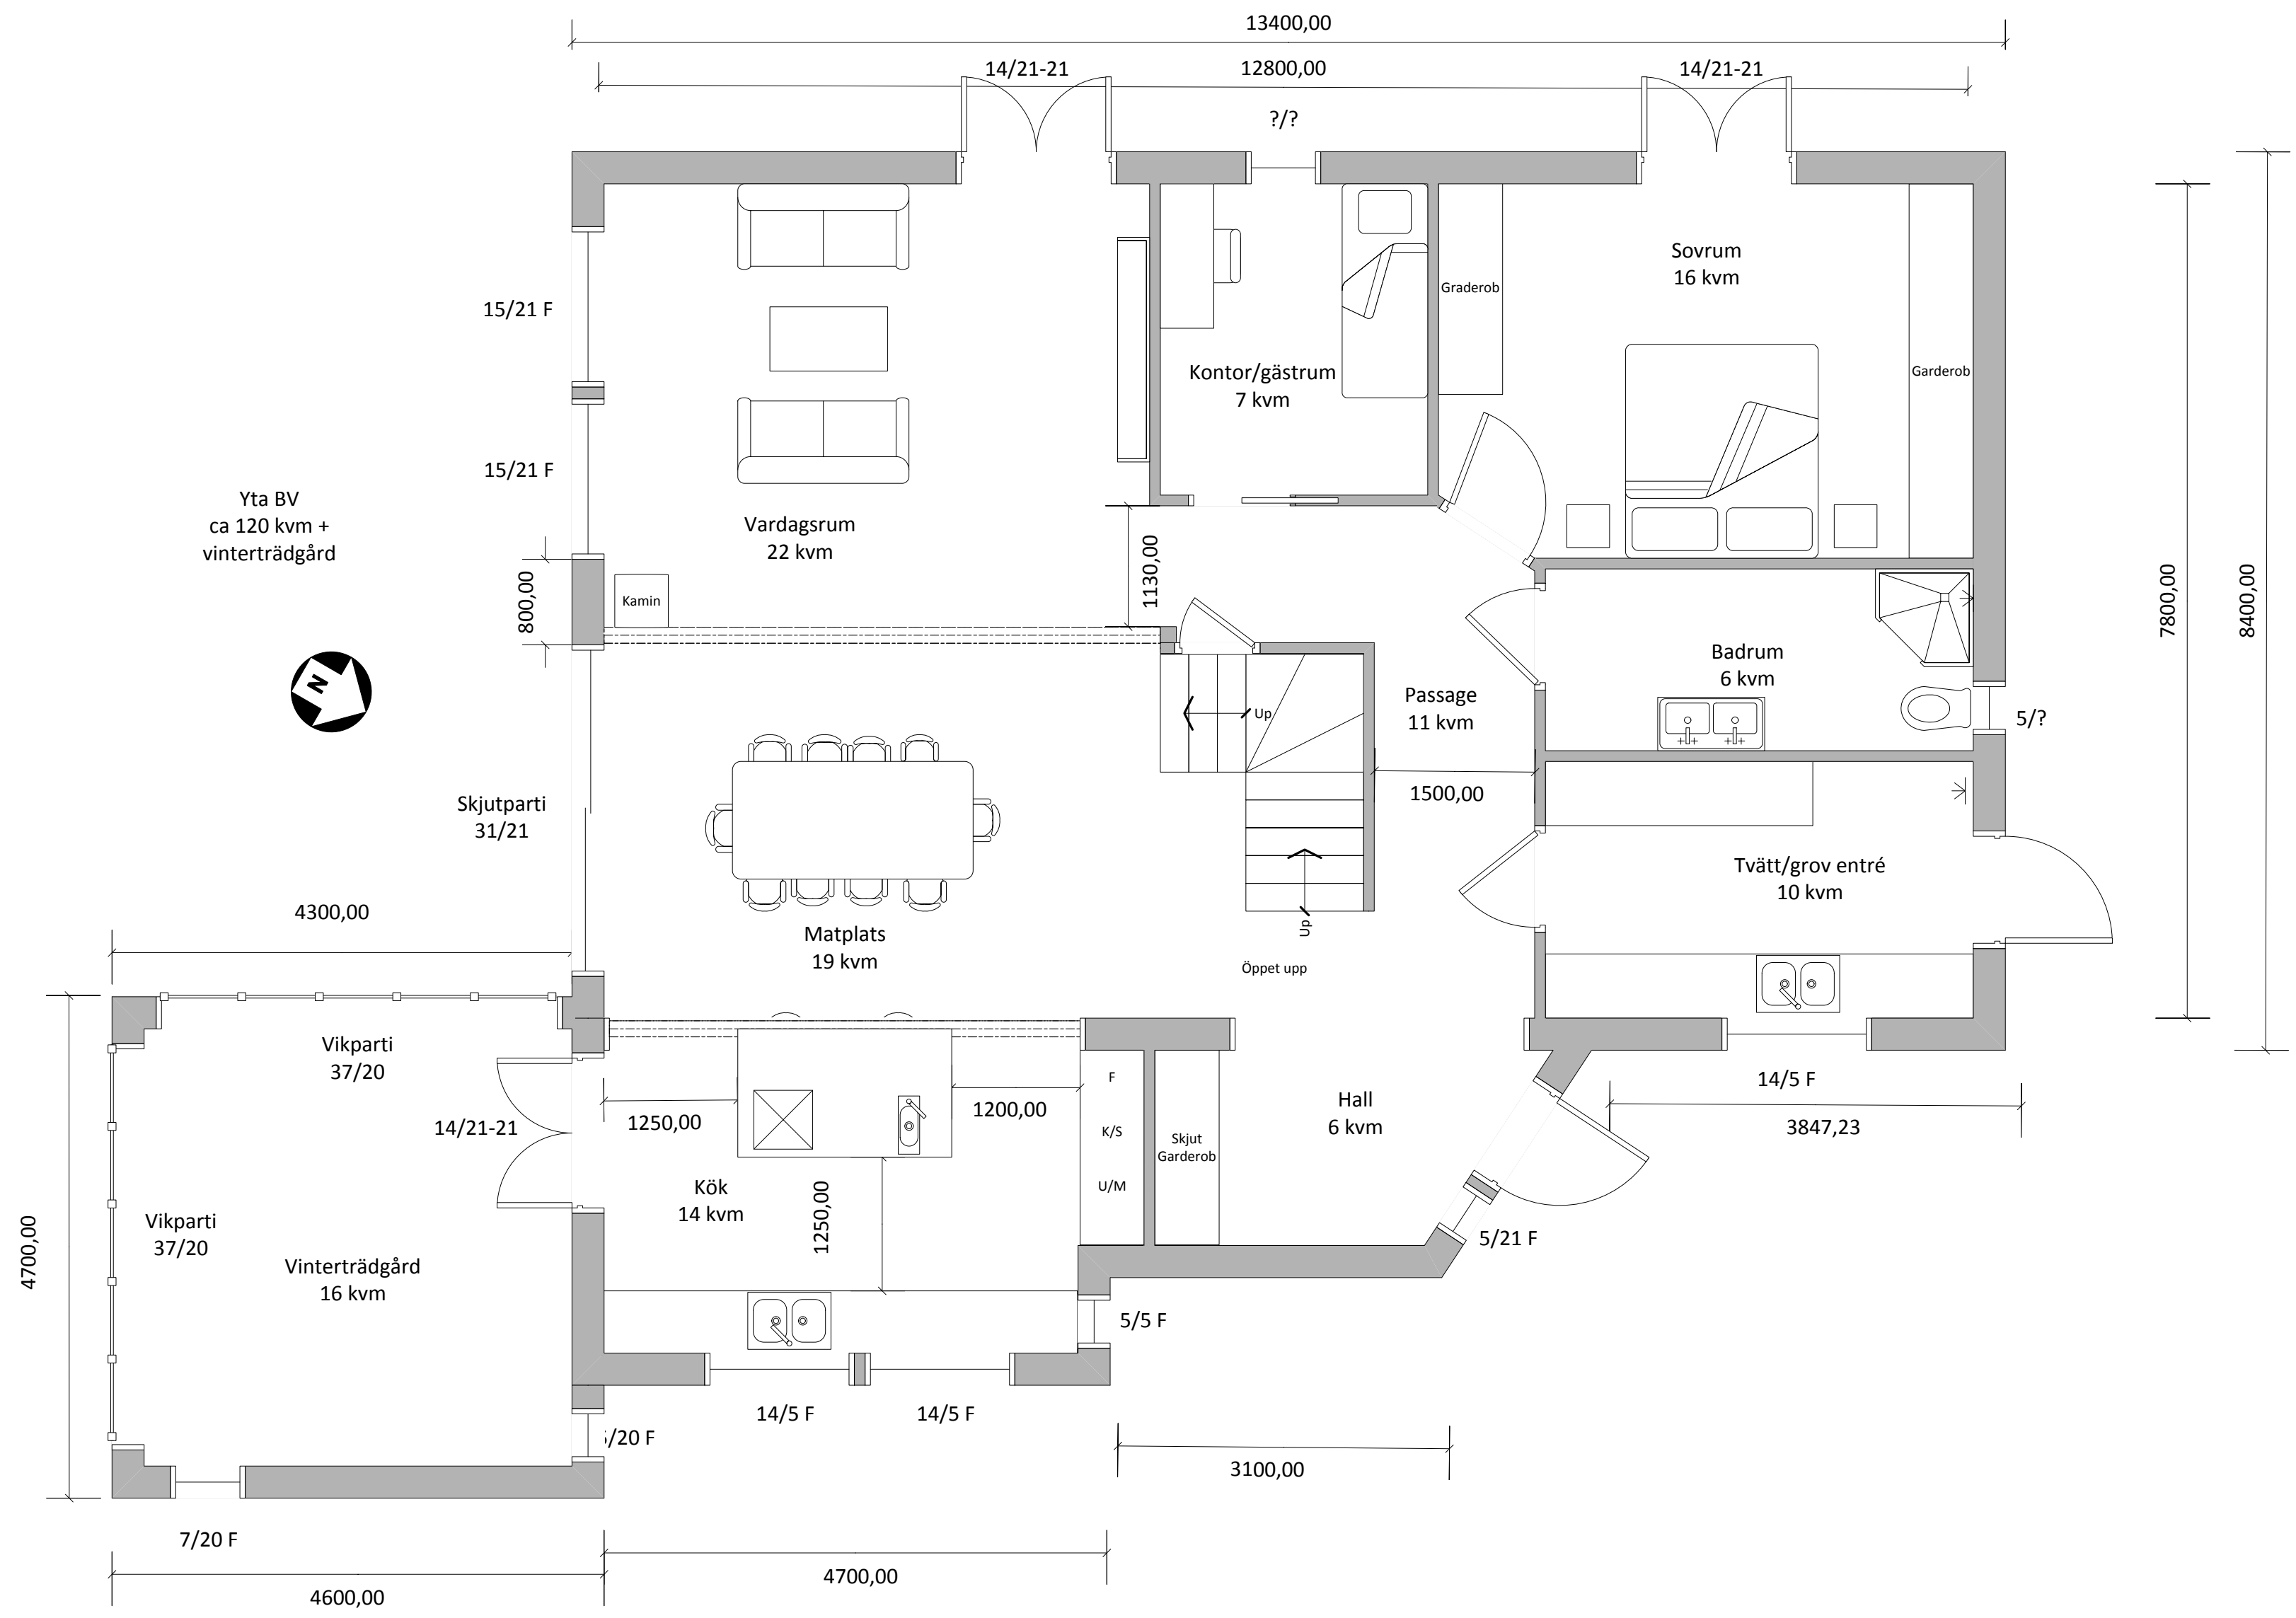 13400,00
14/21-21
12800,00
14/21-21
?/?
Sovrum
16 kvm
Graderob
15/21 F
Kontor/gästrum
7 kvm
Garderob
15/21 F
Yta BV
ca 120 kvm +
vinterträdgård
Vardagsrum
22 kvm
1130,00
800,00
Kamin
7800,00
8400,00
N
Badrum
6 kvm
Passage
11 kvm
Up
5/?
Skjutparti
31/21
1500,00
Tvätt/grov entré
10 kvm
4300,00
Matplats
19 kvm
Up
Öppet upp
Vikparti
37/20
14/21-21
1250,00
1200,00
F
K/S
U/M
Skjut
Garderob
Hall
6 kvm
14/5 F
3847,23
Kök
14 kvm
1250,00
Vikparti
37/20
4700,00
Vinterträdgård
16 kvm
5/21 F
5/5 F
14/5 F
14/5 F
/20 F
3100,00
7/20 F
4700,00
4600,00